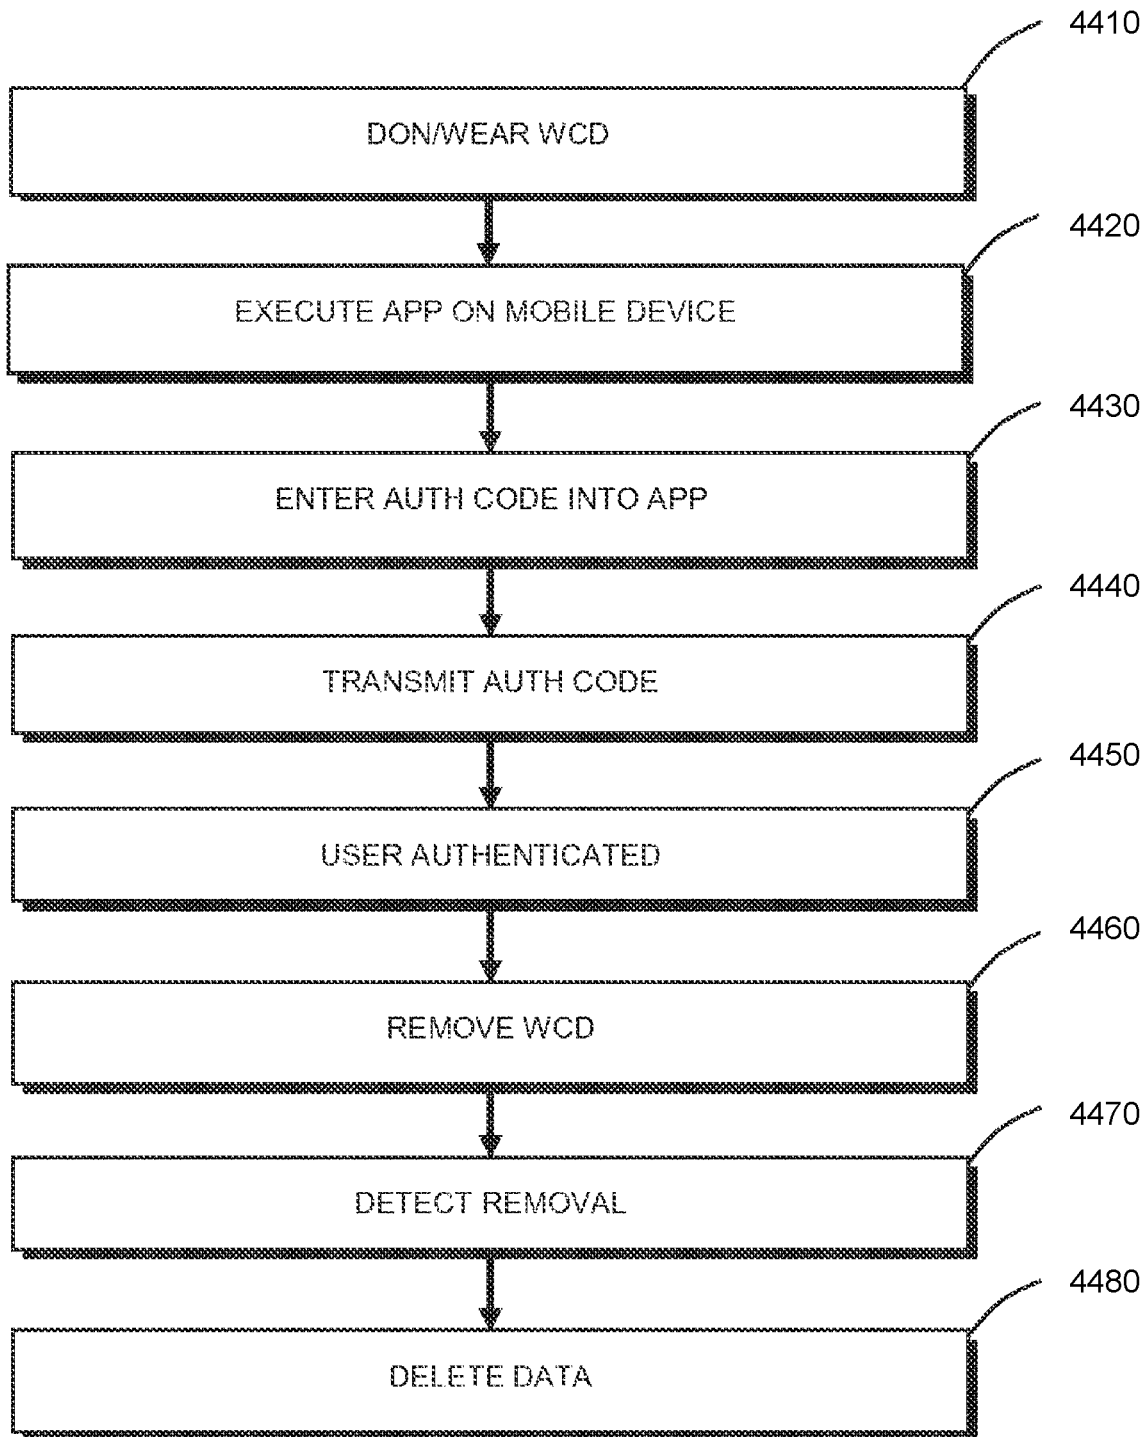 4410
DON/WEAR WCD
4420
EXECUTE APP ON MOBILE DEVICE
4430
ENTER AUTH CODE INTO APP
4440
TRANSMIT AUTH CODE
4450
USER AUTHENTICATED
4460
REMOVE WCD
4470
DETECT REMOVAL
4480
DELETE DATA